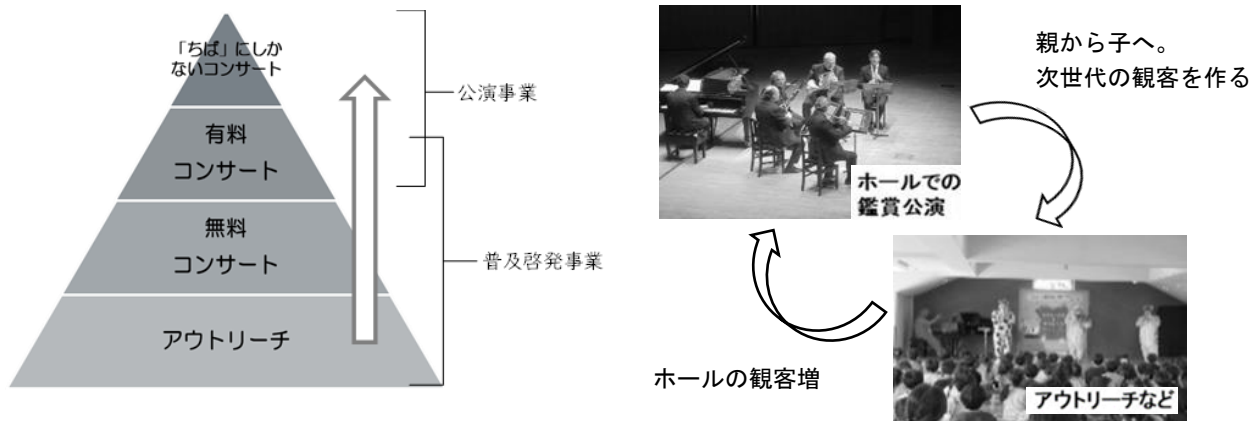 「ちば」にしか
ないコンサート
有料
コンサート
無料
コンサート
アウトリーチ
公演事業
普及啓発事業
親から子へ。
次世代の観客を作る
ホールでの
鑑賞公演
ホールの観客増
アウトリーチなど